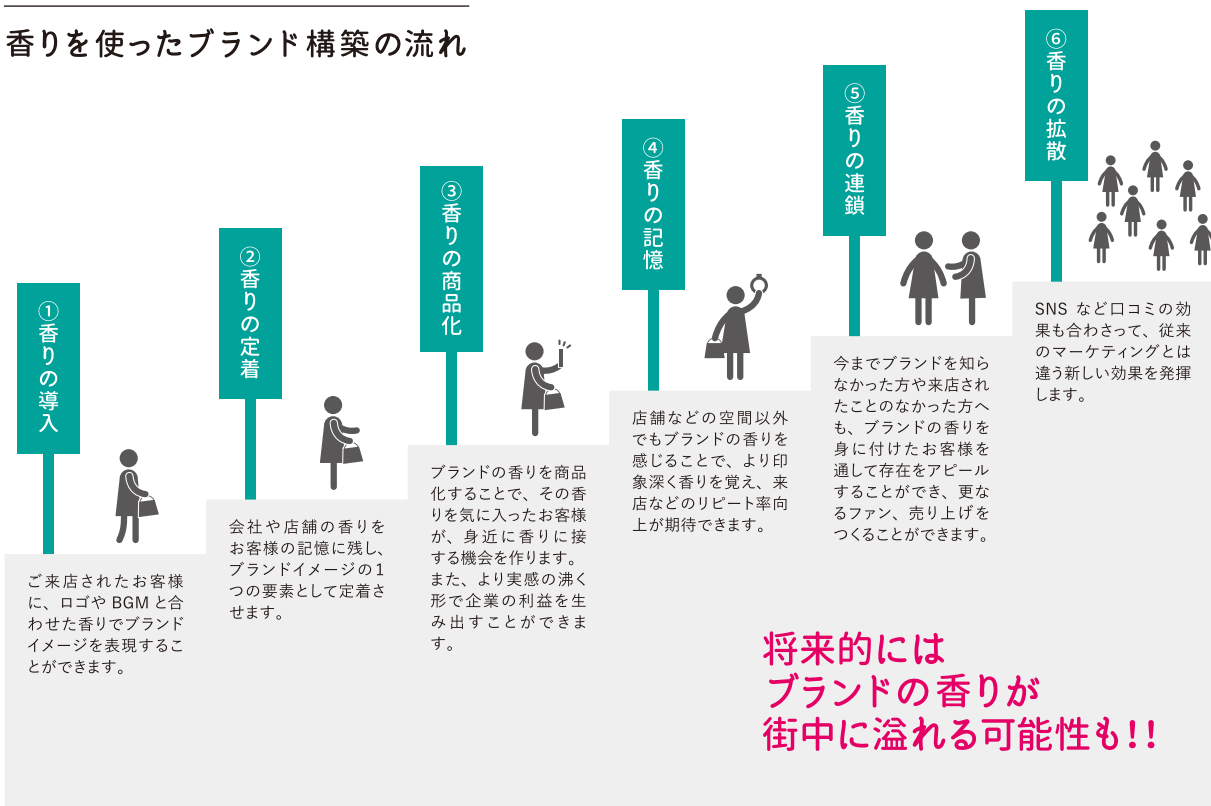 香りを使ったブランド構築の流れ
①香りの導入
ご来店されたお客様
に、ロゴや BGM と合
わせた香りでブランド
イメージを表現するこ
とができます。
②香りの定着
会社や店舗の香りを
お客様の記憶に残し、
ブランドイメージの1
つの要素として定着さ
せます。
③香りの商品化
ブランドの香りを商品
化することで、その香
りを気に入ったお客様
が、身近に香りに接
する機会を作ります。
また、より実感の沸く
形で企業の利益を生
み出すことができま
す。
④香りの記憶
店舗などの空間以外
でもブランドの香りを
感じることで、より印
象深く香りを覚え、来
店などのリピート率向
上が期待できます。
⑤香りの連鎖
今までブランドを知ら
なかった方や来店され
たことのなかった方へ
も、ブランドの香りを
身に付けたお客様を
通して存在をアピール
することができ、更な
るファン、売り上げを
つくることができます。
⑥香りの拡散
SNS など口コミの効
果も合わさって、従来
のマーケティングとは
違う新しい効果を発揮
します。
将来的には
ブランドの香りが
街中に溢れる可能性も!!